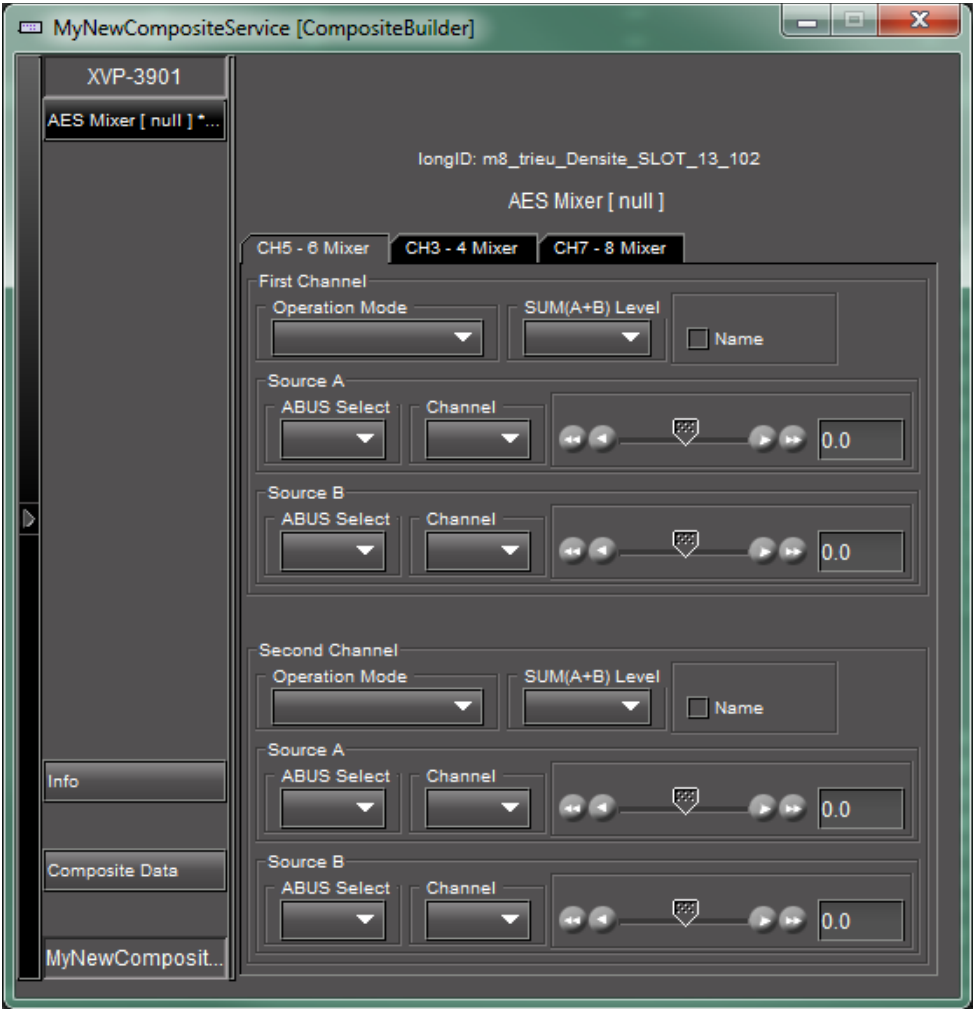 MyNewCompositeService [CompositeBuilder]
XVP-3901
AES Mixer [ null ] *...
longID: m8_trieu_Densite_SLOT_13_102
AES Mixer [ null ]
CH5 - 6 Mixer CH3 - 4 Mixer CH7 - 8 Mixer
First Channel
Operation Mode SUM(A+B) Level
Name
Source A
ABUS Select Channel
0.0
Source B
ABUS Select Channel
0.0
Second Channel
Operation Mode SUM(A+B) Level
Name
Source A
ABUS Select Channel
0.0
Source B
ABUS Select Channel
0.0
Info
Composite Data
MyNewComposit...